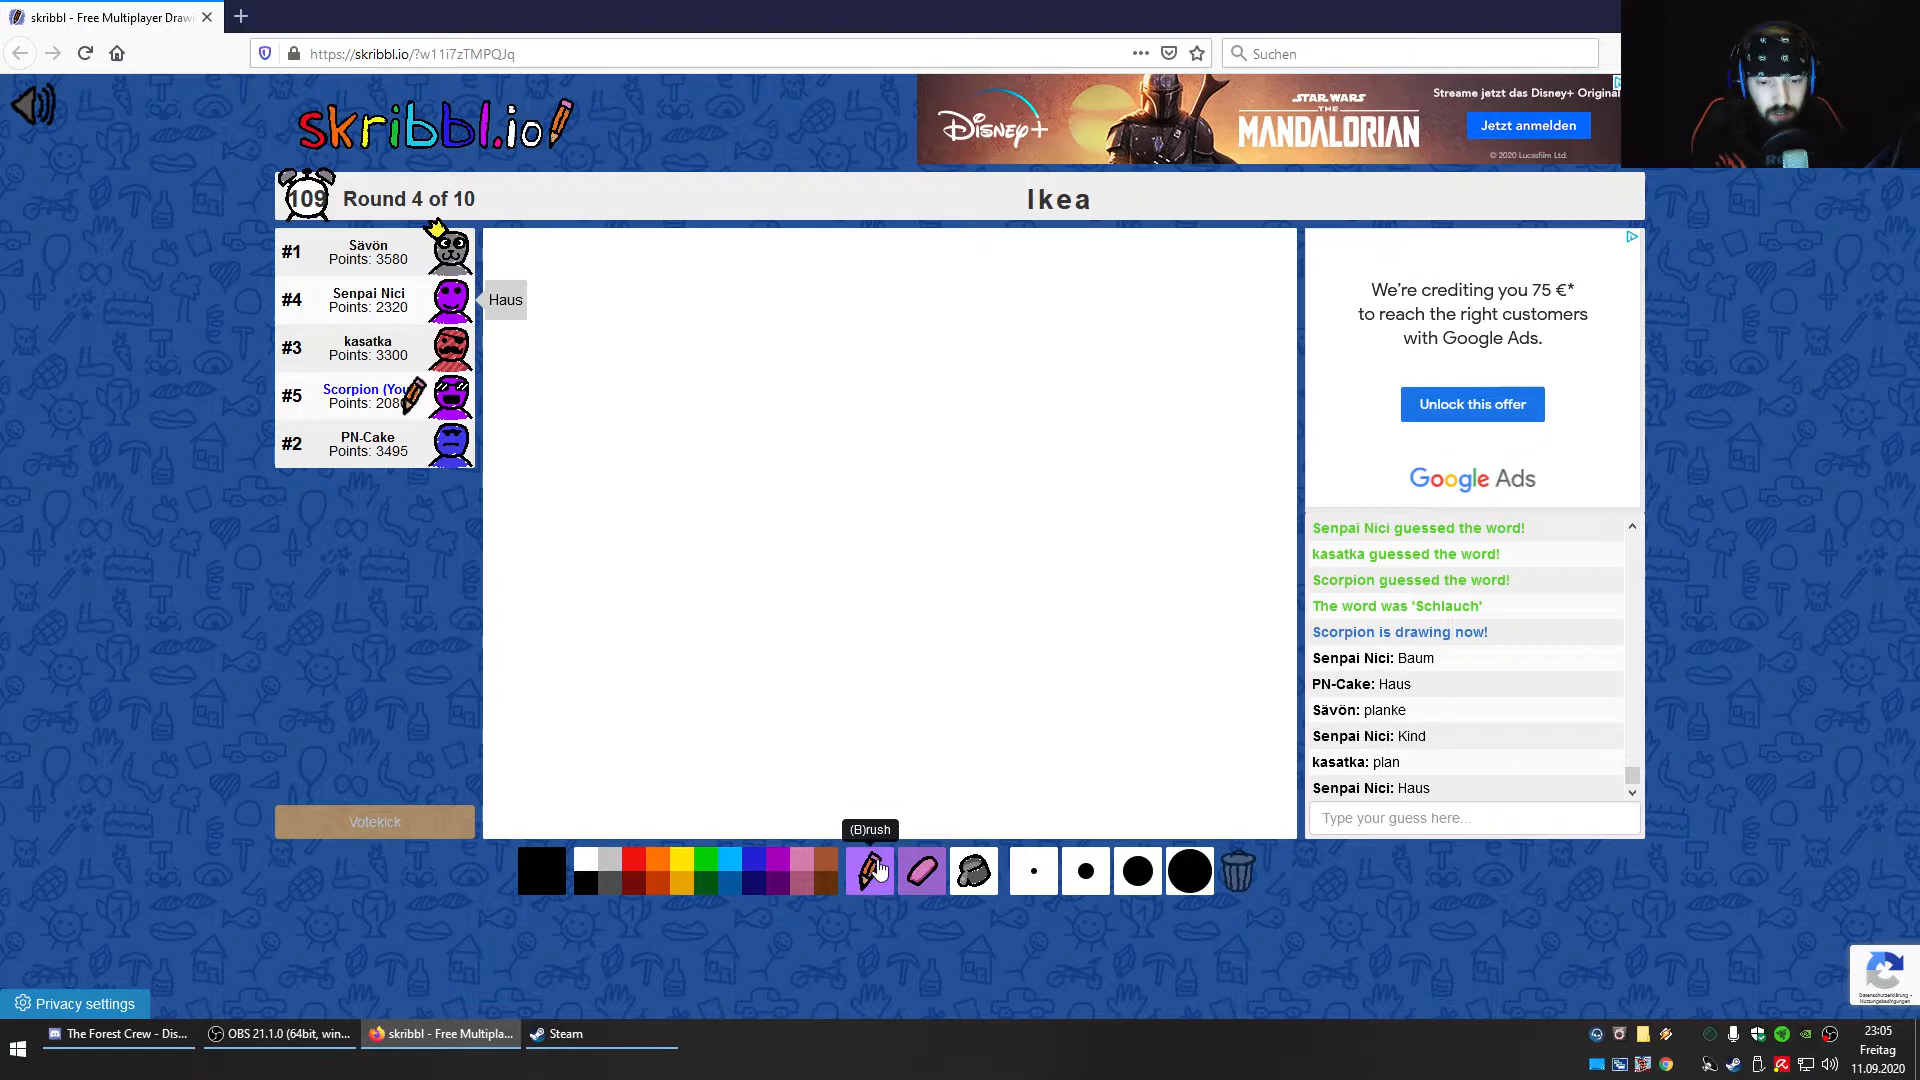 skribbl - Free Multiplayer Draw
https://skribbl.io/?w11i7zTMPQJq
Suchen
skribbl.io
Disney+
STAR WARS
THE
MANDALORIAN
Streame jetzt das Disney+ Original
Jetzt anmelden
© 2020 Lucasfilm Ltd.
109
Round 4 of 10
Ikea
#1
Sävön
Points: 3580
#4
Senpai Nici
Points: 2320
Haus
#3
kasatka
Points: 3300
#5
Scorpion (You
Points: 2080
#2
PN-Cake
Points: 3495
We're crediting you 75 €*
to reach the right customers
with Google Ads.
Unlock this offer
Google Ads
Senpai Nici guessed the word!
kasatka guessed the word!
Scorpion guessed the word!
The word was 'Schlauch'
Scorpion is drawing now!
Senpai Nici: Baum
PN-Cake: Haus
Sävön: planke
Senpai Nici: Kind
kasatka: plan
Senpai Nici: Haus
Type your guess here...
Votekick
(B)rush
Privacy settings
Datenschutzerklärung -
Nutzungsbedingungen
The Forest Crew - Dis...
OBS 21.1.0 (64bit, win...
skribbl - Free Multipla...
Steam
23:05
Freitag
11.09.2020